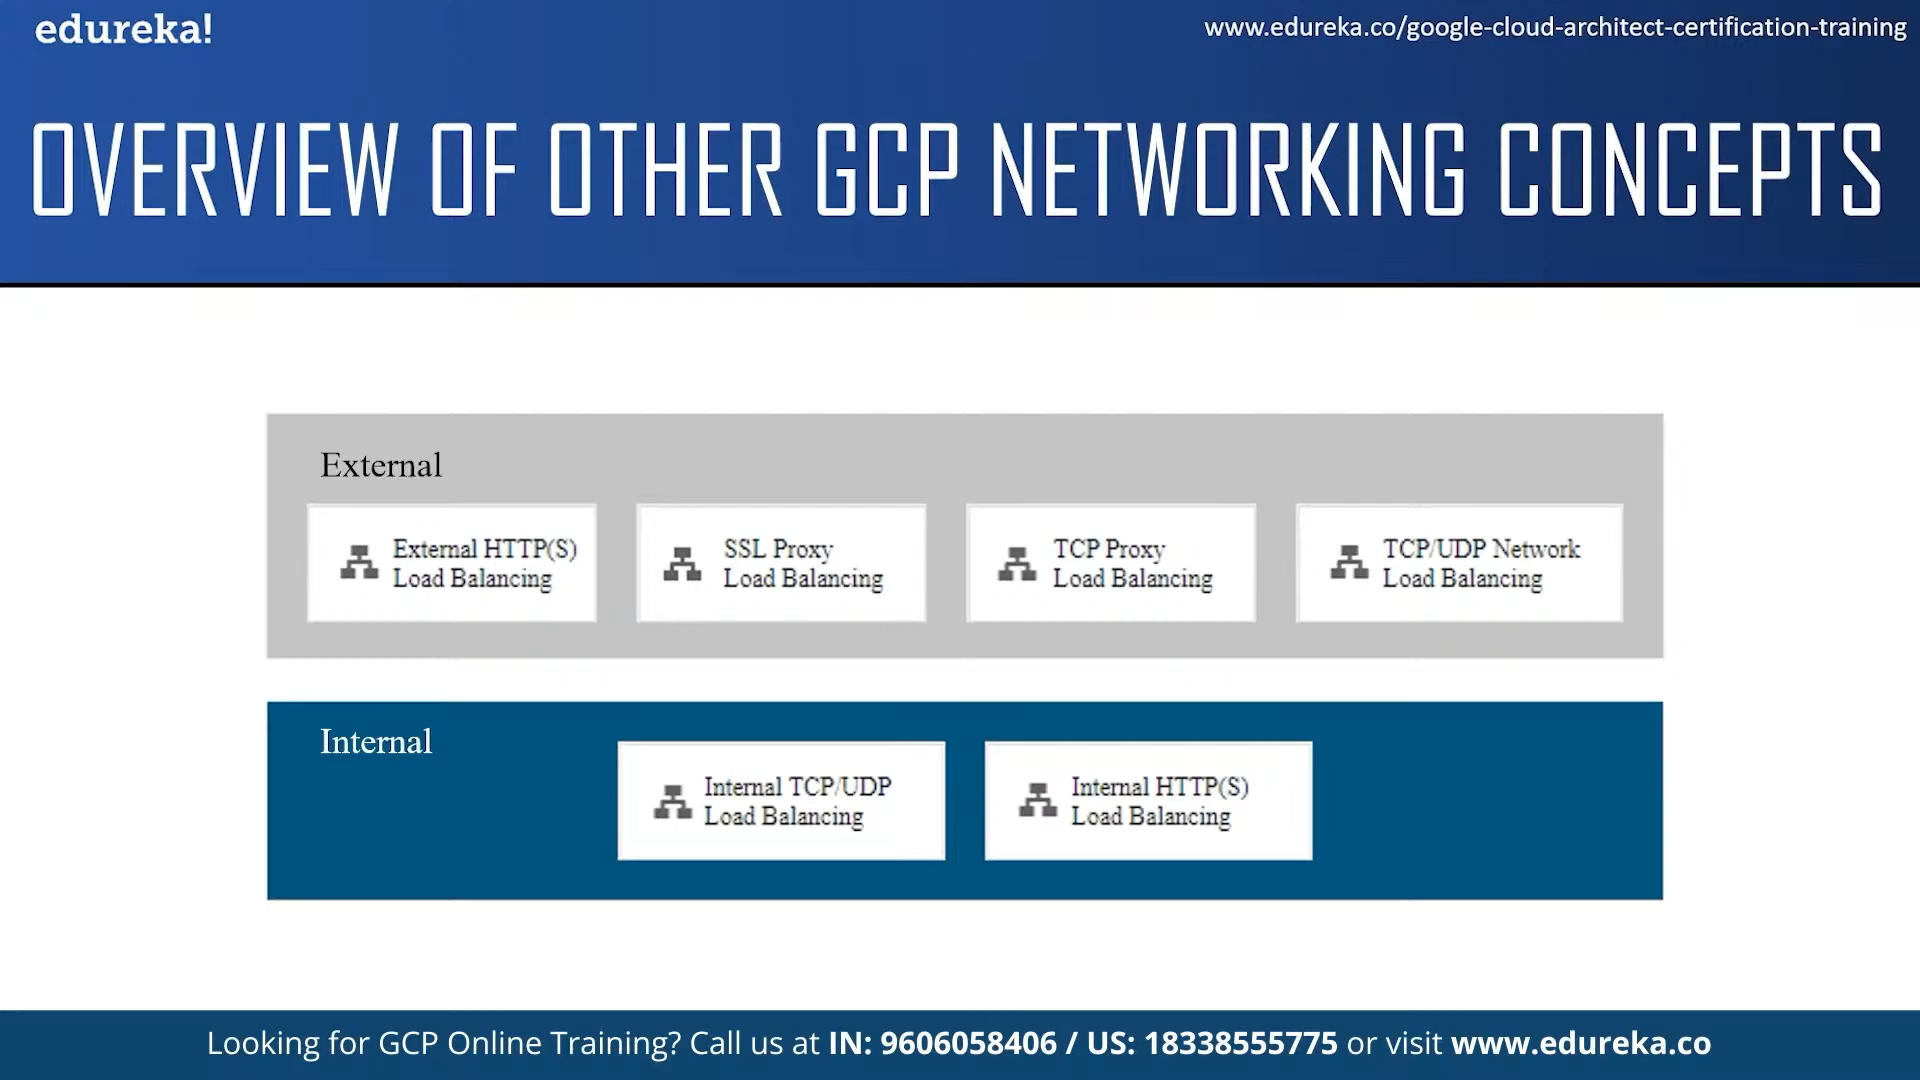 edureka!
www.edureka.co/google-cloud-architect-certification-training
OVERVIEW OF OTHER GCP NETWORKING CONCEPTS
External
External HTTP(S)
Load Balancing
SSL Proxy
Load Balancing
TCP Proxy
Load Balancing
TCP/UDP Network
Load Balancing
Internal
Internal TCP/UDP
Load Balancing
Internal HTTP(S)
Load Balancing
Looking for GCP Online Training? Call us at IN: 9606058406 / US: 18338555775 or visit www.edureka.co